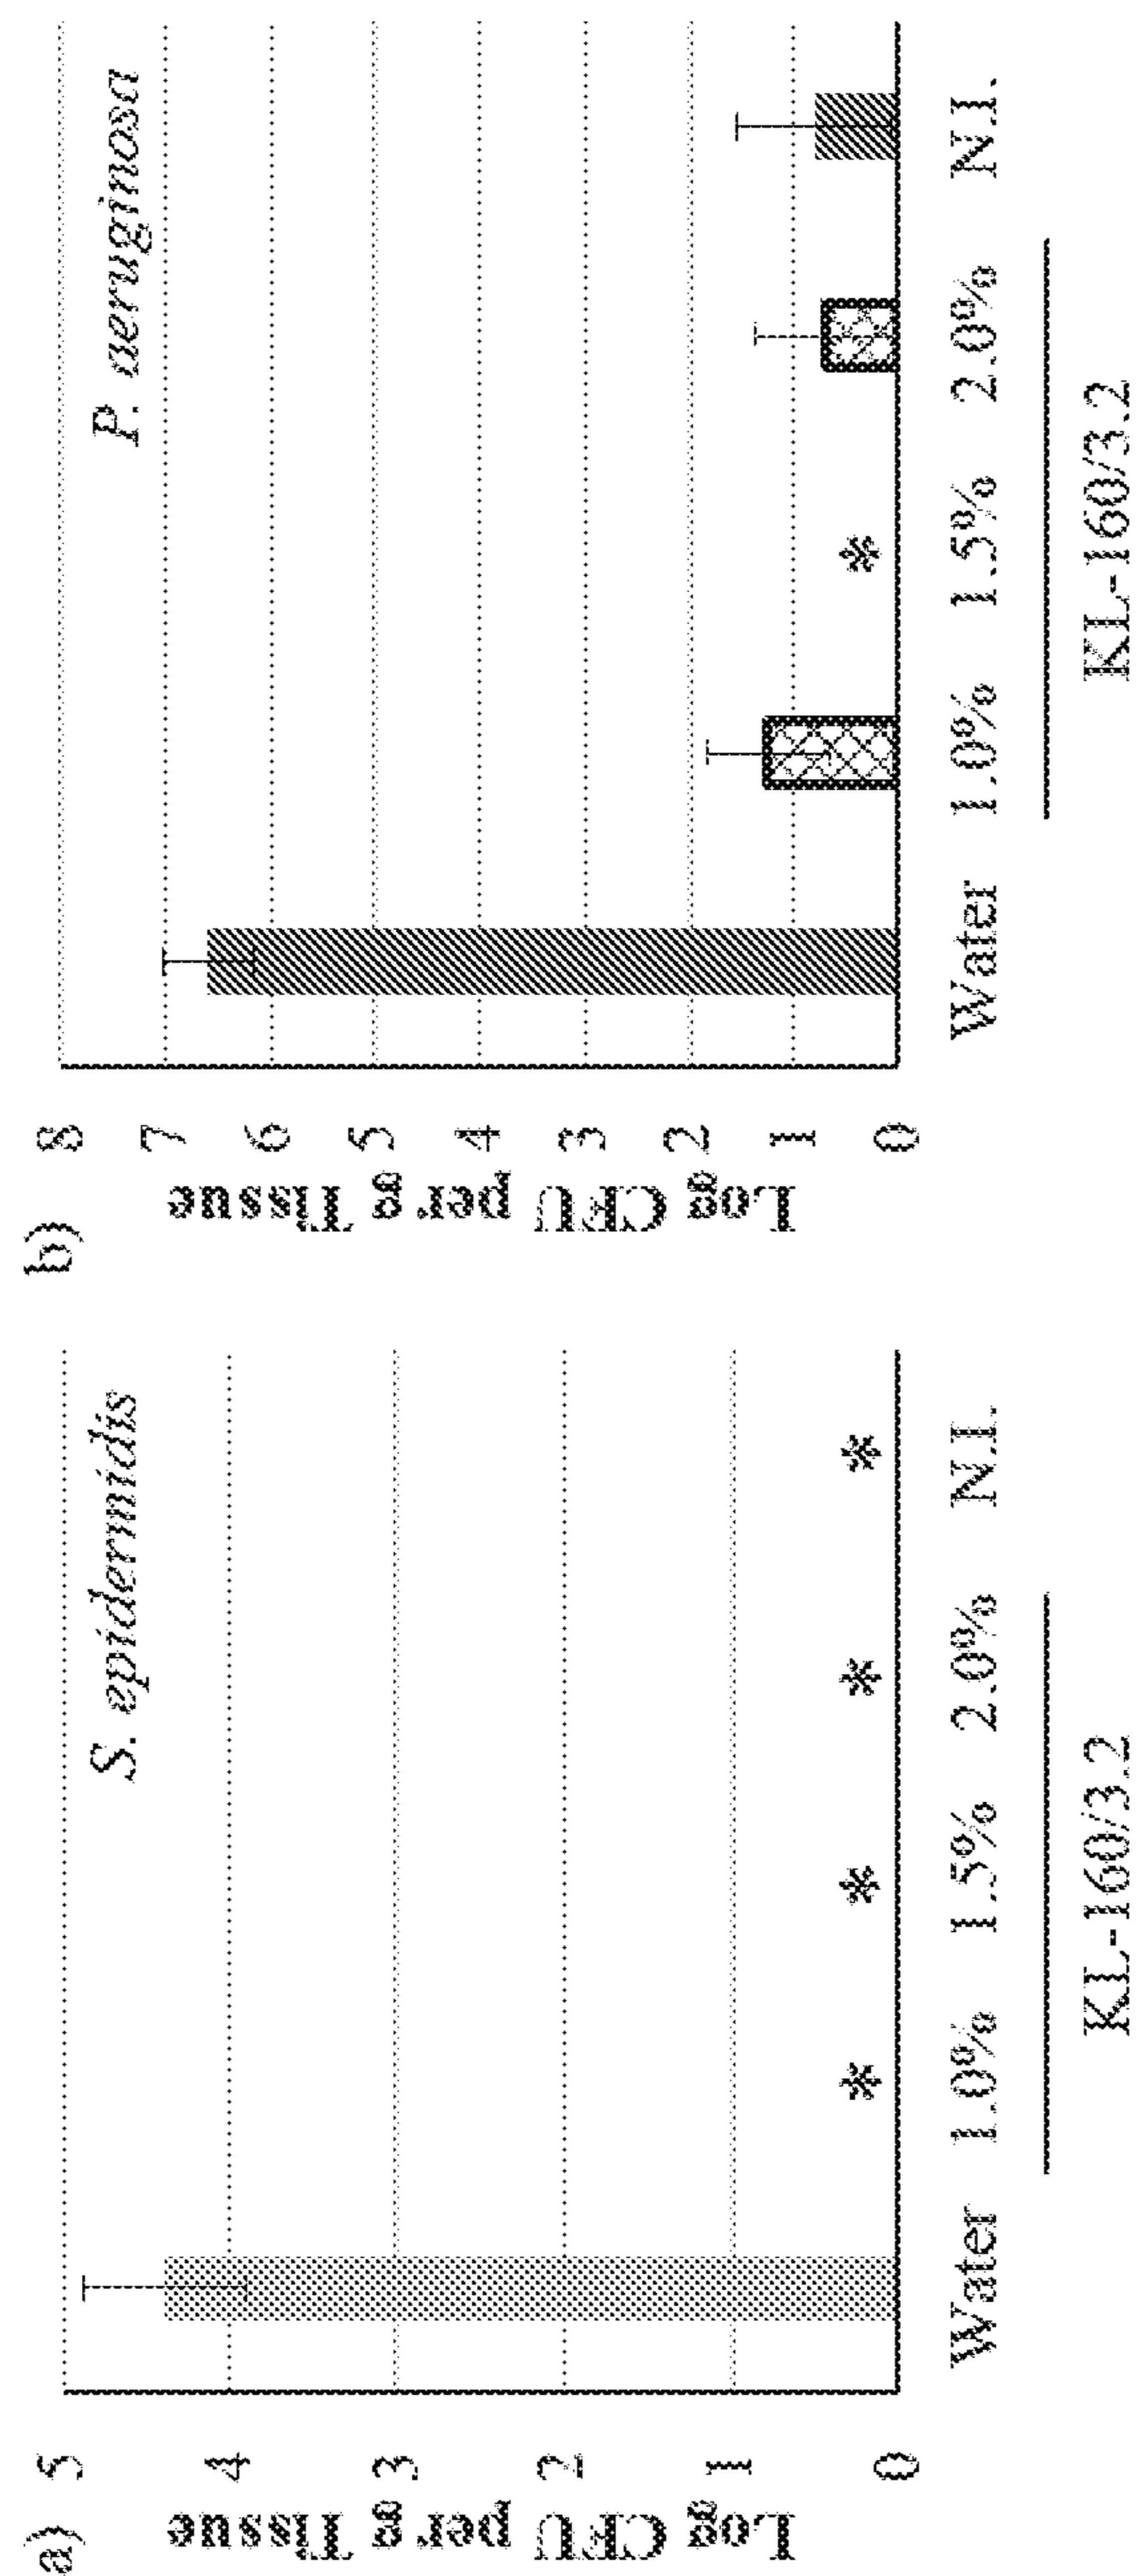 a)
Log CFU per g Tissue
5
4
3
2
1
0
S. epidermidis
* * * *
Water 1.0% 1.5% 2.0% N.I.
KL-160/3.2
b)
Log CFU per g Tissue
8
7
6
5
4
3
2
1
0
P. aeruginosa
*
Water 1.0% 1.5% 2.0% N.I.
KL-160/3.2